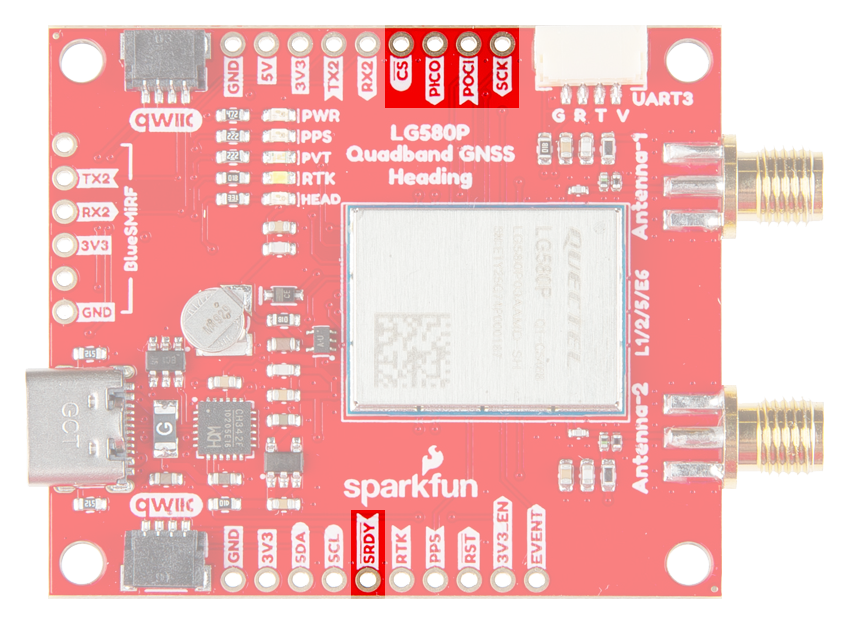 GND
5V
3V3
TX2
RX2
CS
PICO
POCI
SCK
qwiic
UART3
G R T V
PWR
PPS
PVT
RTK
HEAD
LG580P
Quadband GNSS
Heading
Antenna-1
TX2
RX2
3V3
GND
BlueSMiRF
QUECTEL
LG580P
L1/2/5/E6
GCT
G
Antenna-2
sparkfun
qwiic
GND
3V3
SDA
SCL
SRDY
RTK
PPS
RST
3V3_EN
EVENT